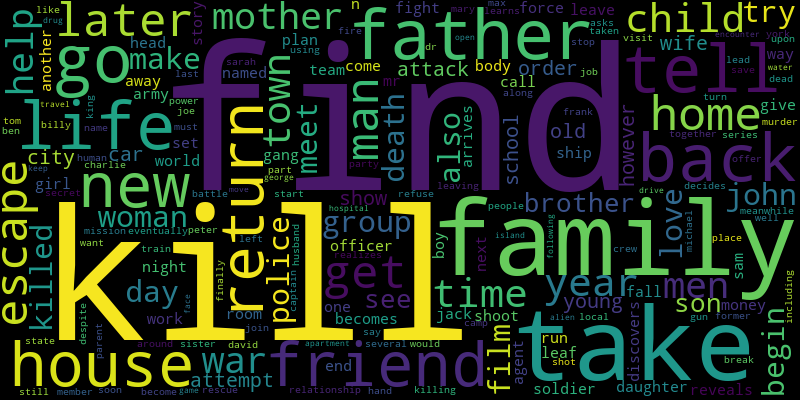 like
drug
later
mother
story
father
fight
mary
max
learns
force
n
leave
child
try
asks
taken
visit
city
upon
york
dead
help
another
go
make
head
named
plan
using
last
sarah
fire
dr
open
team
come
attack
body
order
stop
job
call
along
encounter
wife
way
lead
save
water
tell
turn
find
mr
away
army
power
joe
must
set
town
meet
man
death
also
arrives
school
old
ship
however
frank
home
give
murder
together
series
offer
life
tom
ben
travel
billy
king
name
car
human
charlie
world
gang
part
george
party
back
keep
secret
new
girl
battle
move
start
show
refuse
leaving
brother
drive
decides
meanwhile
john
escape
woman
return
hospital
group
people
love
michael
place
well
mission
eventually
peter
left
officer
boy
next
island
following
crew
family
killed
want
train
night
finally
police
captain
husband
realizes
get
see
year
men
sam
including
kill
despite
day
face
room
one
becomes
time
jack
shoot
camp
young
fall
son
money
alien
local
gun
former
state
parent
work
join
say
several
would
film
agent
run
leaf
shot
discovers
begin
break
take
house
around
sister
david
apartment
war
friend
end
still
member
soon
become
game
rescue
attempt
relationship
hand
killing
soldier
daughter
reveals